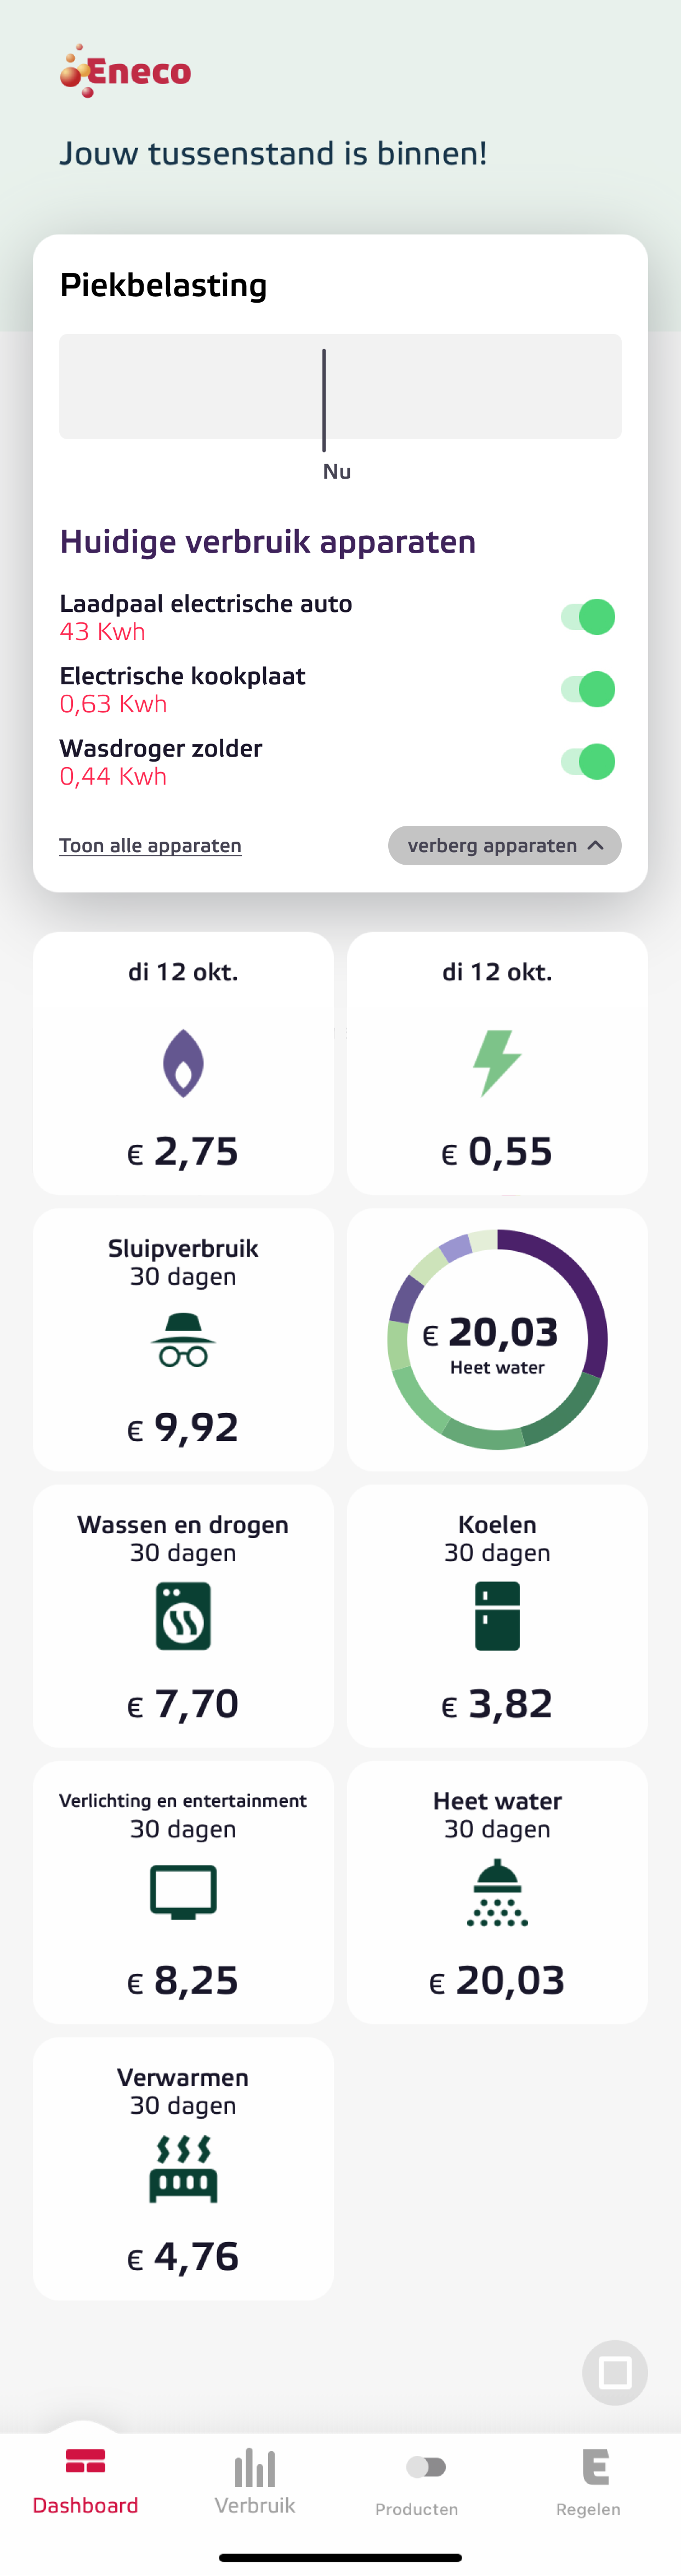 Eneco
Jouw tussenstand is binnen!
Piekbelasting
Nu
Huidige verbruik apparaten
Laadpaal electrische auto
43 Kwh
Electrische kookplaat
0,63 Kwh
Wasdroger zolder
0,44 Kwh
Toon alle apparaten
verberg apparaten
di 12 okt.
€ 2,75
di 12 okt.
€ 0,55
Sluipverbruik
30 dagen
€ 9,92
€ 20,03
Heet water
Wassen en drogen
30 dagen
€ 7,70
Koelen
30 dagen
€ 3,82
Verlichting en entertainment
30 dagen
€ 8,25
Heet water
30 dagen
€ 20,03
Verwarmen
30 dagen
€ 4,76
Dashboard
Verbruik
Producten
E
Regelen